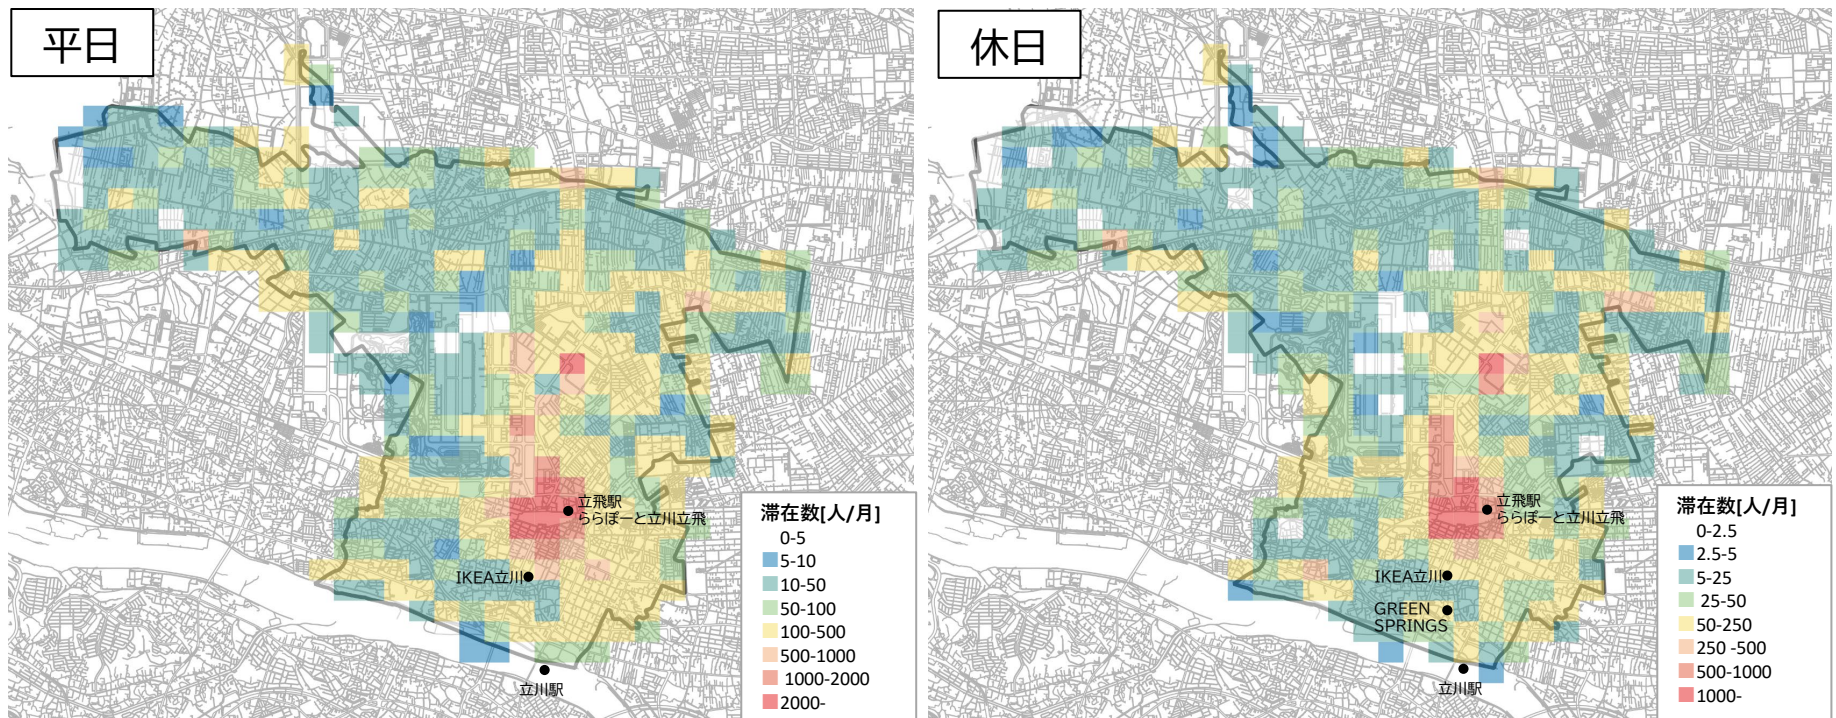 平日
立飛駅
ららぽーと立川立飛
IKEA立川
立川駅
滞在数[人/月]
0-5
5-10
10-50
50-100
100-500
500-1000
1000-2000
2000-
休日
立飛駅
ららぽーと立川立飛
IKEA立川
GREEN
SPRINGS
立川駅
滞在数[人/月]
0-2.5
2.5-5
5-25
25-50
50-250
250 -500
500-1000
1000-